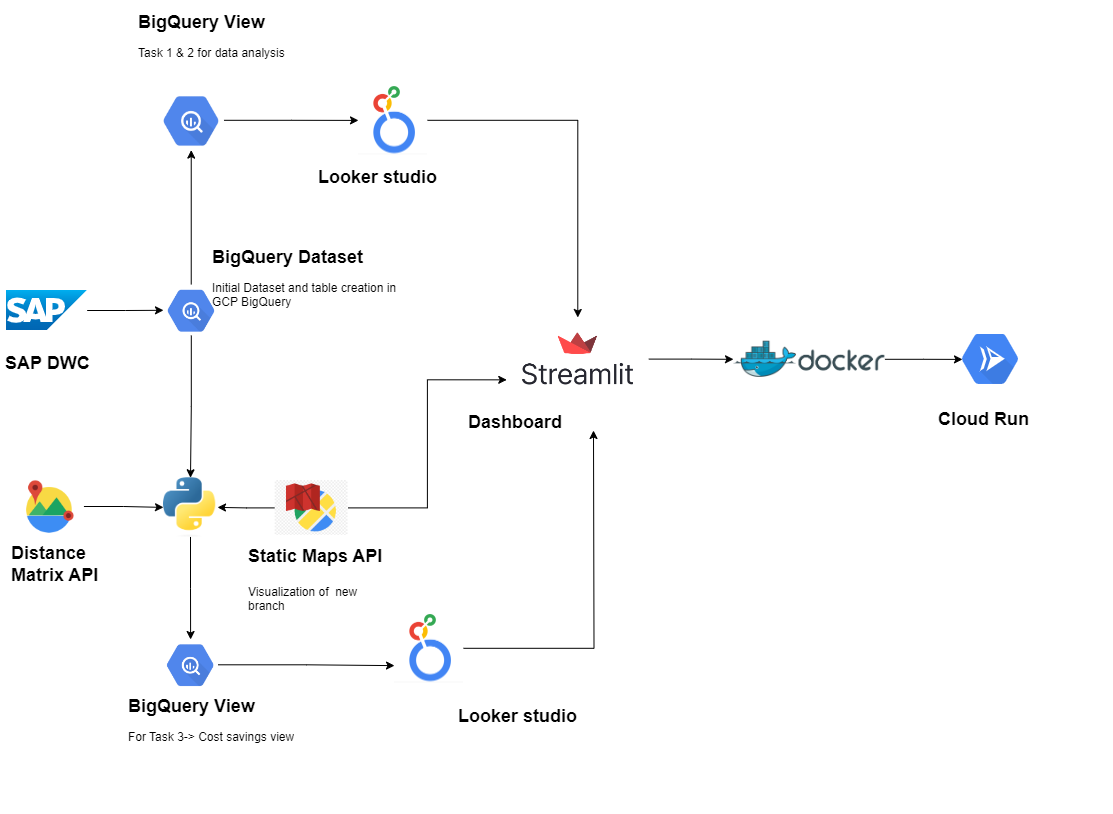 BigQuery View
Task 1 & 2 for data analysis
Looker studio
BigQuery Dataset
Initial Dataset and table creation in
GCP BigQuery
SAP
SAP DWC
Streamlit
Dashboard
docker
Cloud Run
Distance
Matrix API
Static Maps API
Visualization of new
branch
BigQuery View
For Task 3-> Cost savings view
Looker studio